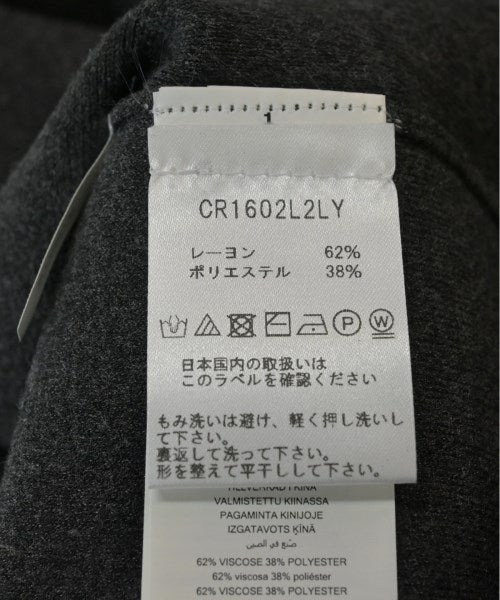 1
CR1602L2LY
レーヨン 62%
ポリエステル 38%
P W
日本国内の取扱いは
このラベルを確認ください
もみ洗いは避け、軽く押し洗いし
て下さい。
裏返して洗って下さい。
形を整えて平干しして下さい。
TILLVERKAD I KINA
VALMISTETTU KIINASSA
PAGAMINTA KINIJOJE
IZGATAVOTS ĶĪNĀ
صنع في الصين
62% VISCOSE 38% POLYESTER
62% viscosa 38% poliéster
62% VISCOSE 38% POLYESTER